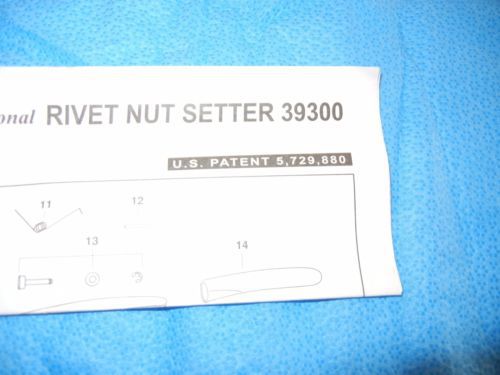 onal RIVET NUT SETTER 39300
U.S. PATENT 5,729,880
11 12
13 14